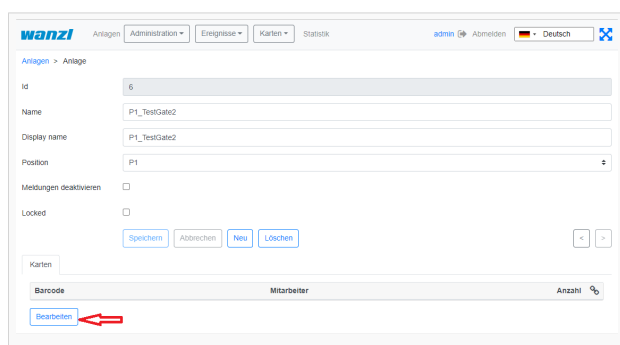 wanzl Anlagen Administration Ereignisse Karten Statistik admin Abmelden Deutsch
Anlagen > Anlage
Id 6
Name P1_TestGate2
Display name P1_TestGate2
Position P1
Meldungen deaktivieren
Locked
Speichern Abbrechen Neu Löschen < >
Karten
Barcode Mitarbeiter Anzahl
Bearbeiten